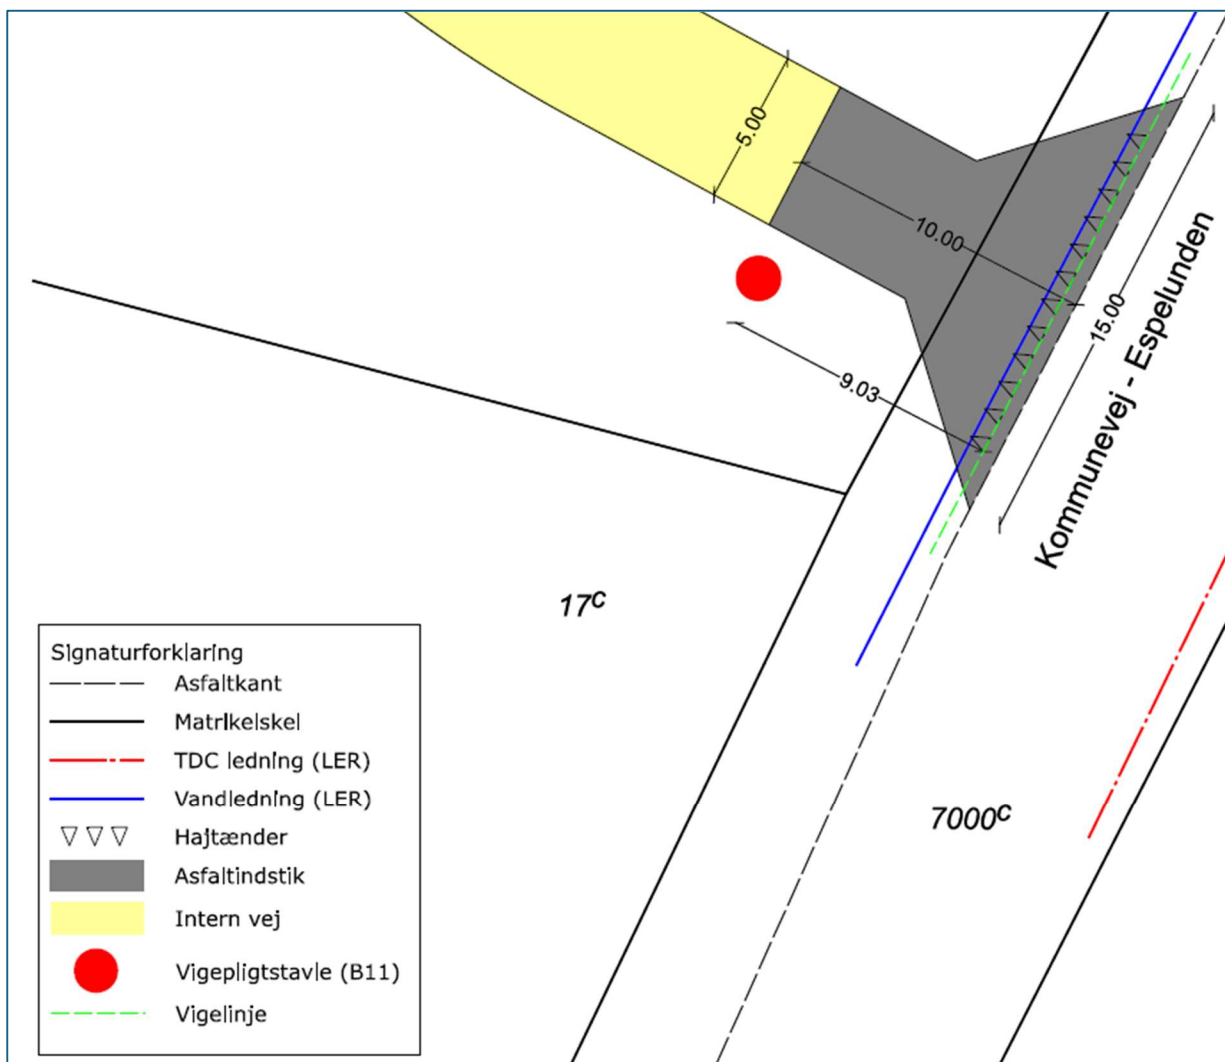 5.00
10.00
15.00
9.03
Kommunevej - Espelunden
17c
7000c
Signaturforklaring
Asfaltkant
Matrikelskel
TDC ledning (LER)
Vandledning (LER)
Hajtænder
Asfaltindstik
Intern vej
Vigepligtstavle (B11)
Vigelinje